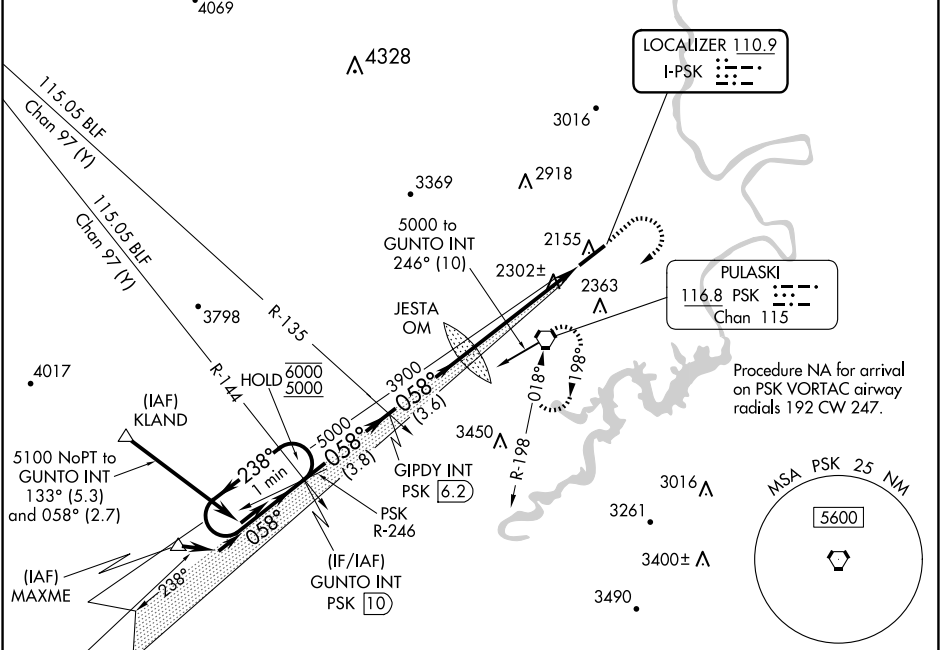 4069
4328
LOCALIZER 110.9
I-PSK
115.05 BLF
Chan 97 (Y)
3016
2918
3369
115.05 BLF
Chan 97 (Y)
5000 to
GUNTO INT
246° (10)
2155
2302±
2363
PULASKI
116.8 PSK
Chan 115
JESTA
OM
R-135
3798
R-144
4017
HOLD 6000
5000
3900
058°
(3.6)
018°
198°
Procedure NA for arrival
on PSK VORTAC airway
radials 192 CW 247.
(IAF)
KLAND
5000
058°
(3.8)
3450
R-198
5100 NoPT to
GUNTO INT
133° (5.3)
and 058° (2.7)
238°
1 min
GIPDY INT
PSK 6.2
MSA PSK 25 NM
5600
3016
3261
PSK
R-246
058°
(IF/IAF)
GUNTO INT
PSK 10
3400±
(IAF)
MAXME
238°
3490